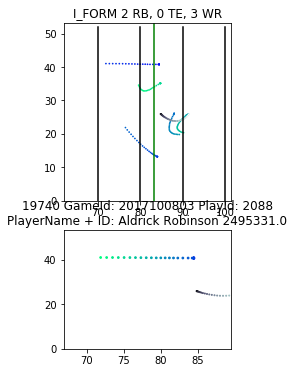 I_FORM 2 RB, 0 TE, 3 WR
50
40
30
20
10
0
70 80 90 100
19740 GameId: 2017100803 PlayId: 2088
PlayerName + ID: Aldrick Robinson 2495331.0
40
20
0
70 75 80 85